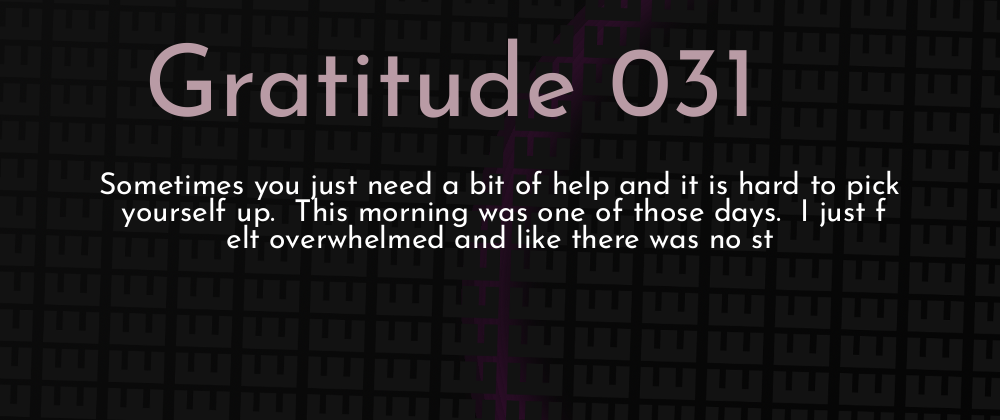 Gratitude 031
Sometimes you just need a bit of help and it is hard to pick
yourself up.  This morning was one of those days.  I just f
elt overwhelmed and like there was no st